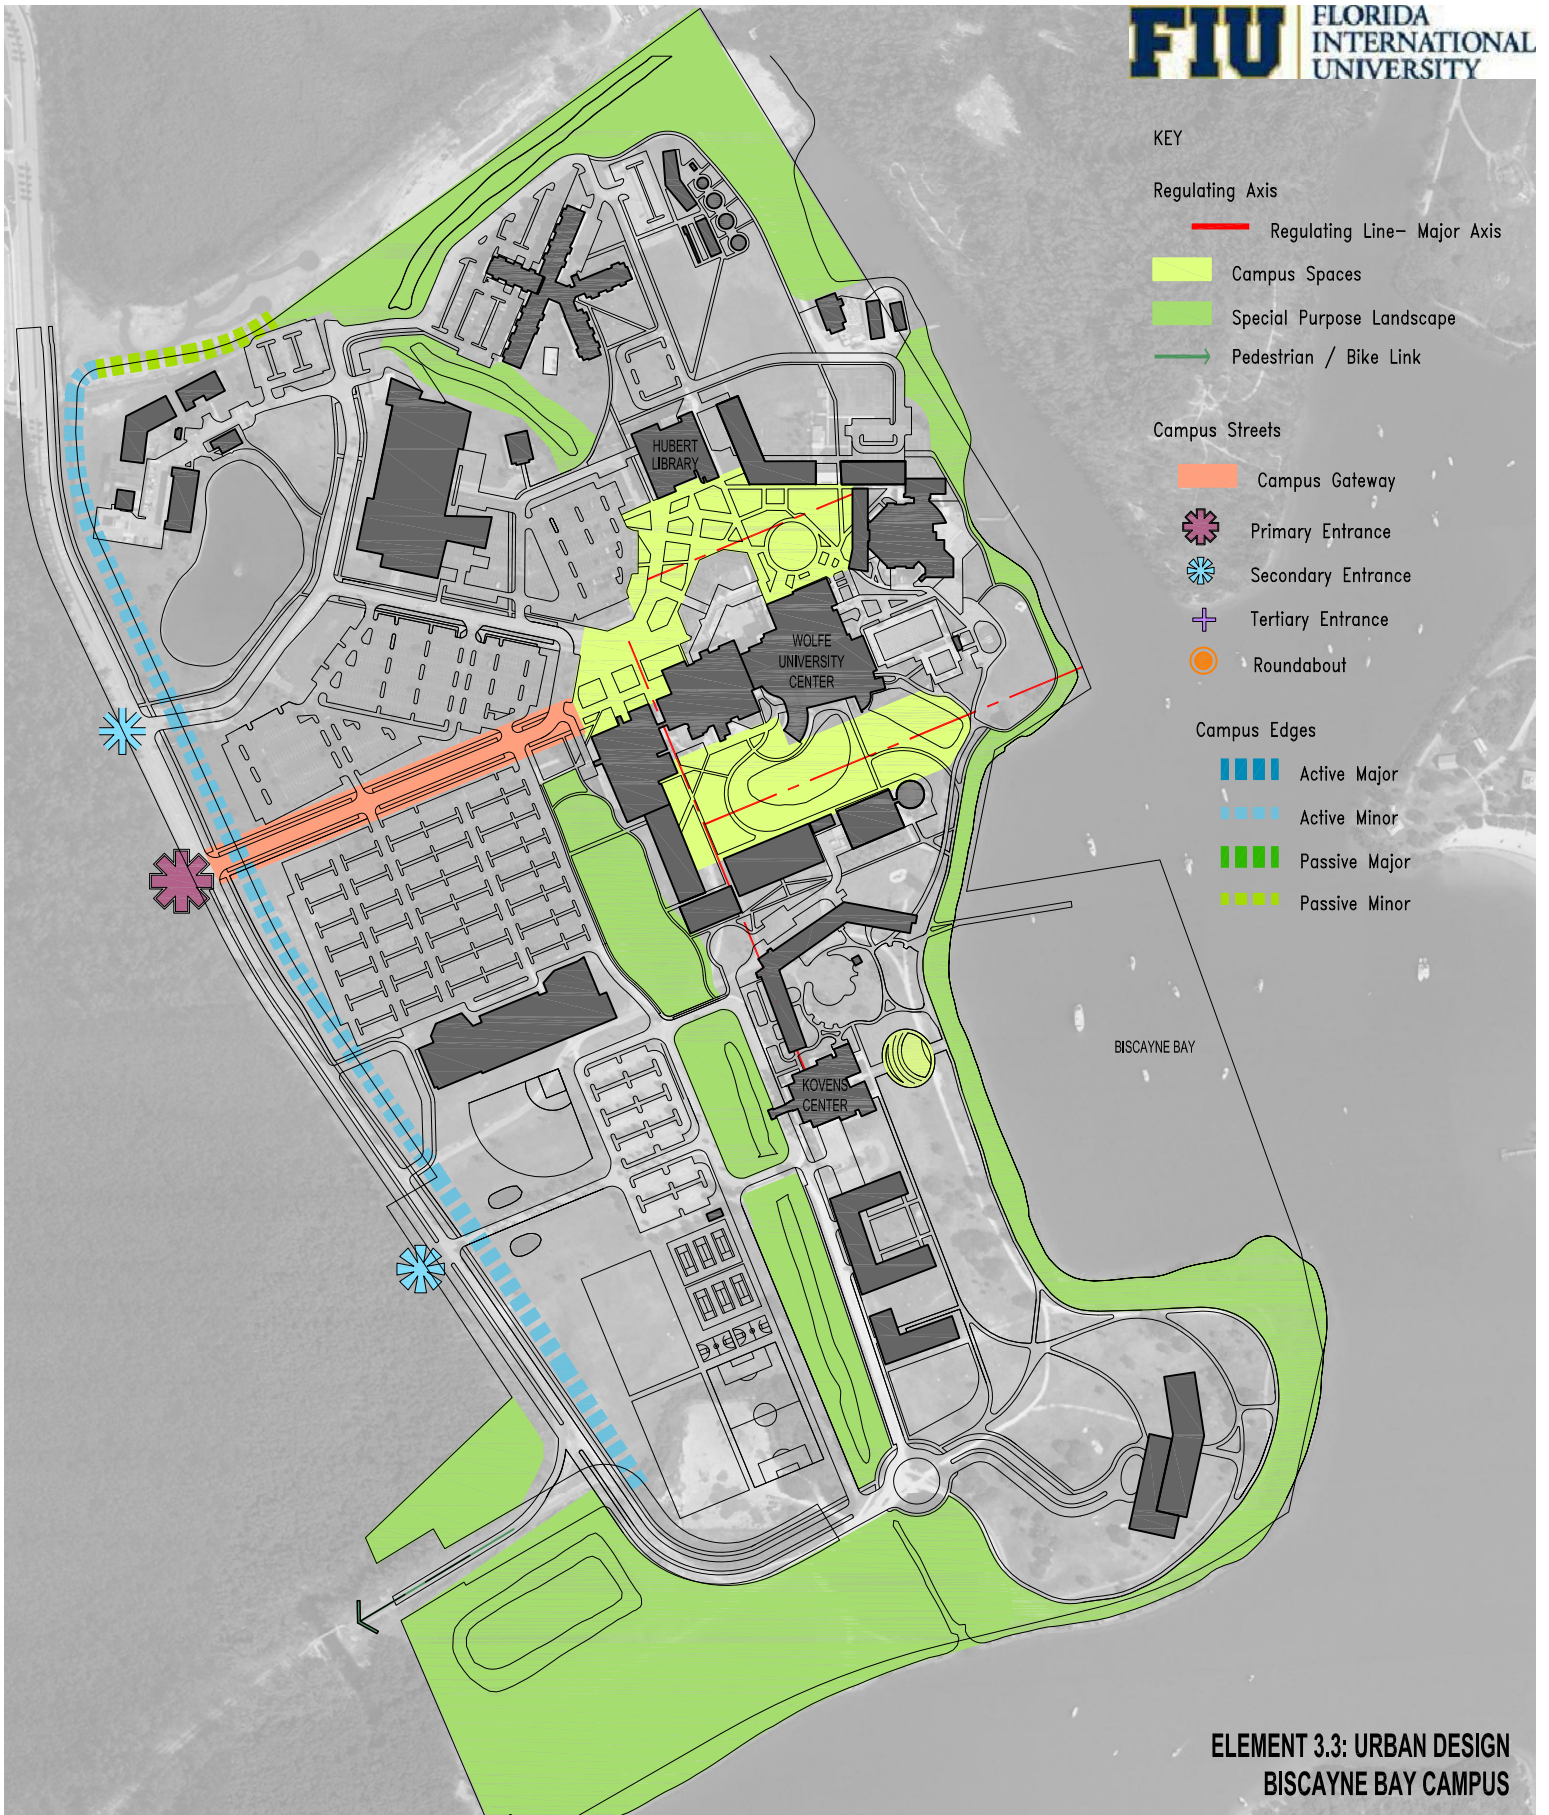 FIU
FLORIDA
INTERNATIONAL
UNIVERSITY
KEY
Regulating Axis
Regulating Line- Major Axis
Campus Spaces
Special Purpose Landscape
Pedestrian / Bike Link
Campus Streets
Campus Gateway
Primary Entrance
Secondary Entrance
Tertiary Entrance
Roundabout
Campus Edges
Active Major
Active Minor
Passive Major
Passive Minor
HUBERT
LIBRARY
WOLFE
UNIVERSITY
CENTER
BISCAYNE BAY
KOVENS
CENTER
ELEMENT 3.3: URBAN DESIGN
BISCAYNE BAY CAMPUS